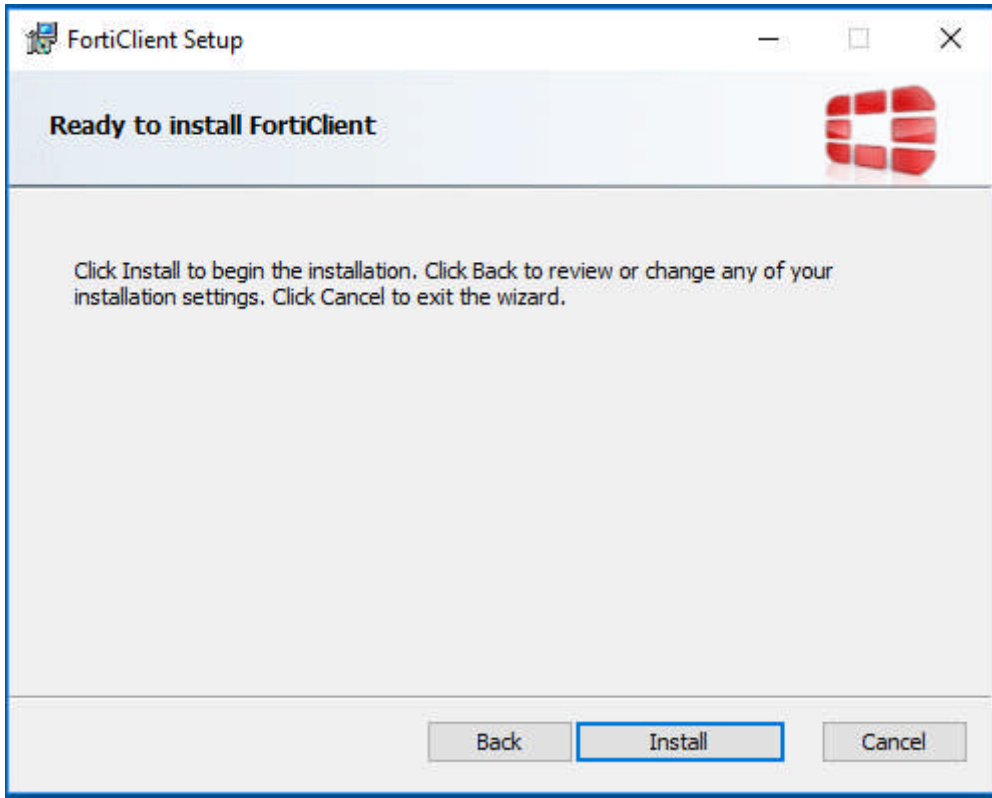 FortiClient Setup
Ready to install FortiClient
Click Install to begin the installation. Click Back to review or change any of your
installation settings. Click Cancel to exit the wizard.
Back Install Cancel